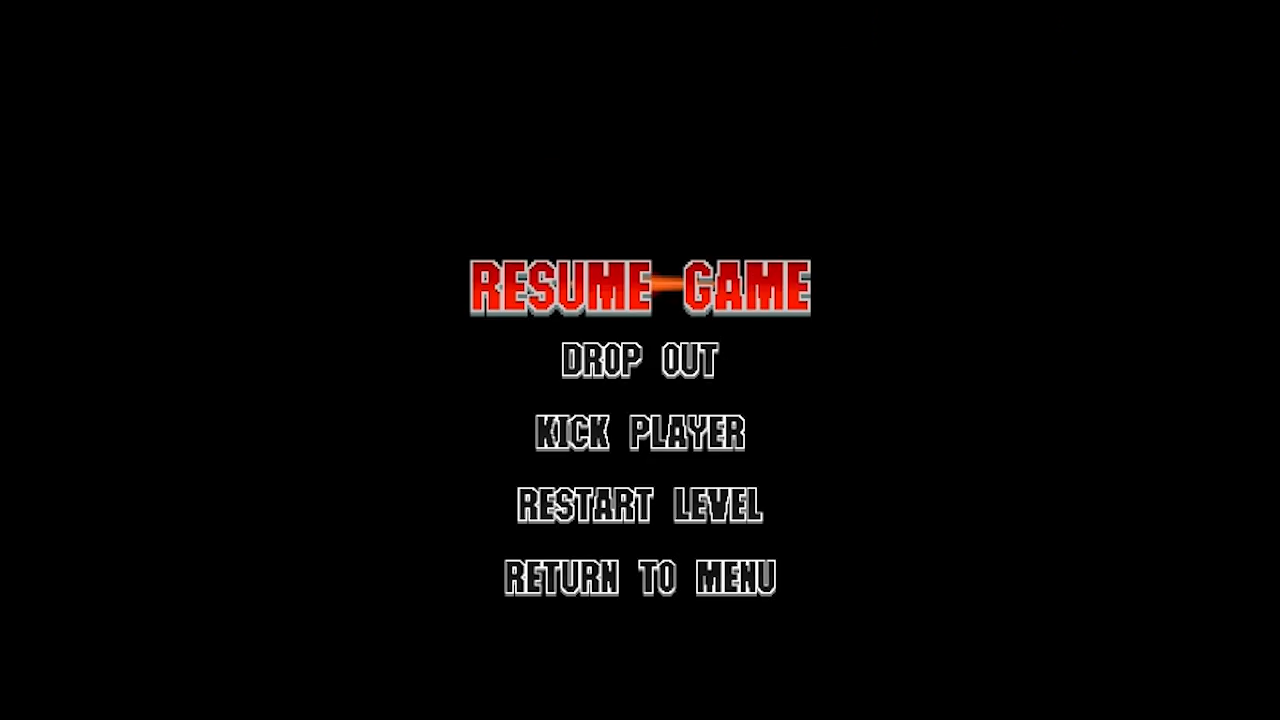 RESUME GAME
DROP OUT
KICK PLAYER
RESTART LEVEL
RETURN TO MENU